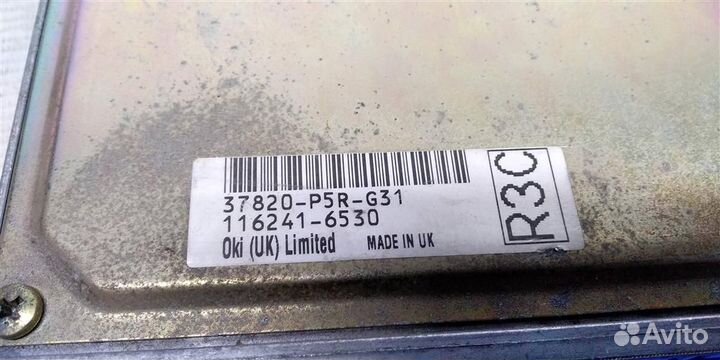 37820-P5R-G31
116241-6530
Oki (UK) Limited MADE IN UK
R3C
Avito